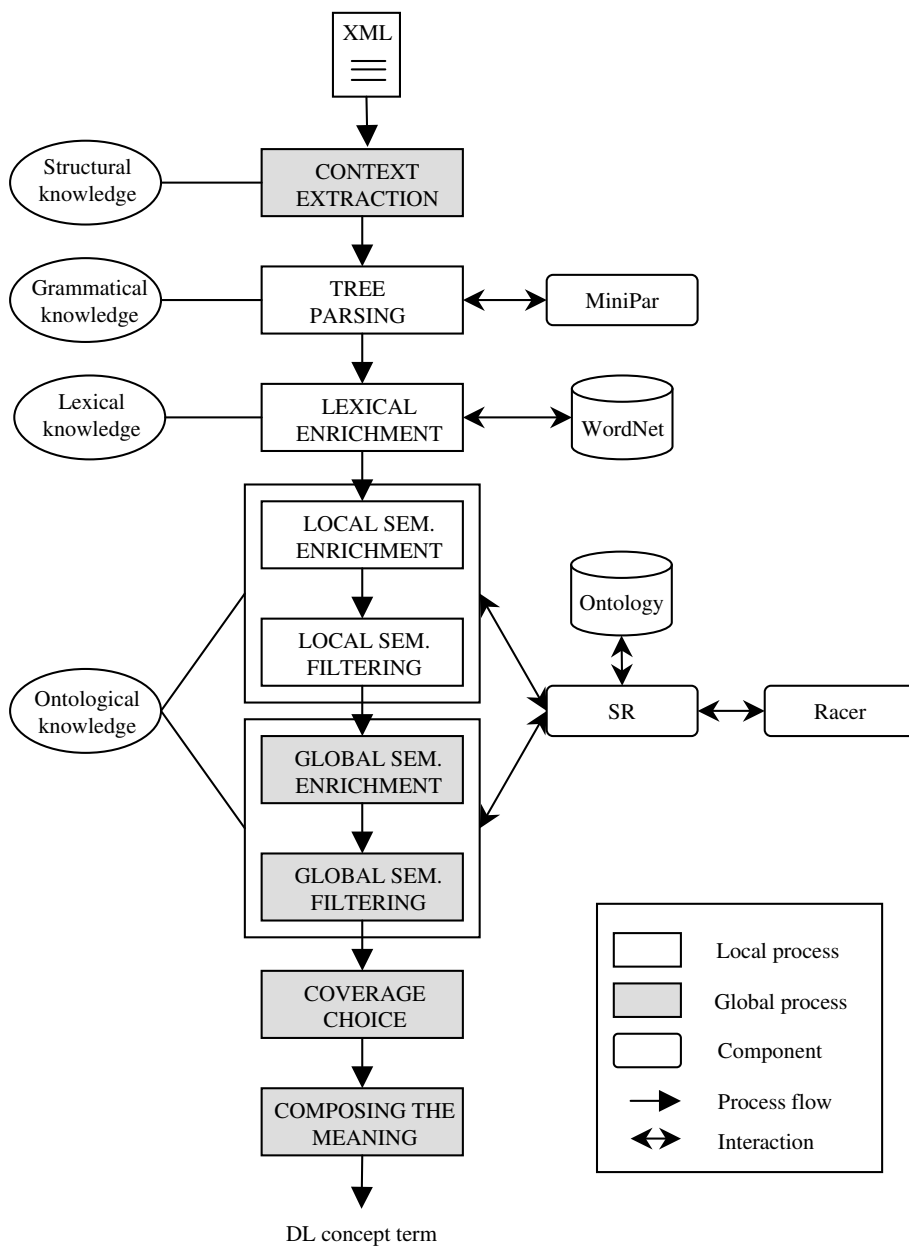 XML
Structural
knowledge
CONTEXT
EXTRACTION
Grammatical
knowledge
TREE
PARSING
MiniPar
Lexical
knowledge
LEXICAL
ENRICHMENT
WordNet
LOCAL SEM.
ENRICHMENT
LOCAL SEM.
FILTERING
Ontology
Ontological
knowledge
SR
Racer
GLOBAL SEM.
ENRICHMENT
GLOBAL SEM.
FILTERING
COVERAGE
CHOICE
COMPOSING THE
MEANING
DL concept term
Local process
Global process
Component
Process flow
Interaction